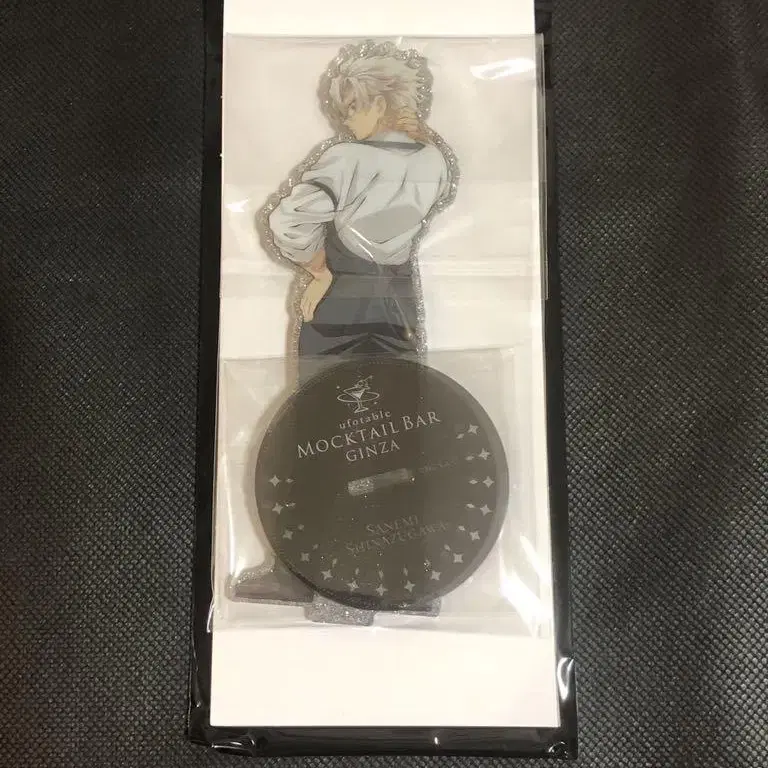 ufotable
MOCKTAIL BAR
GINZA
SANEMI
SHINAZUGAWA